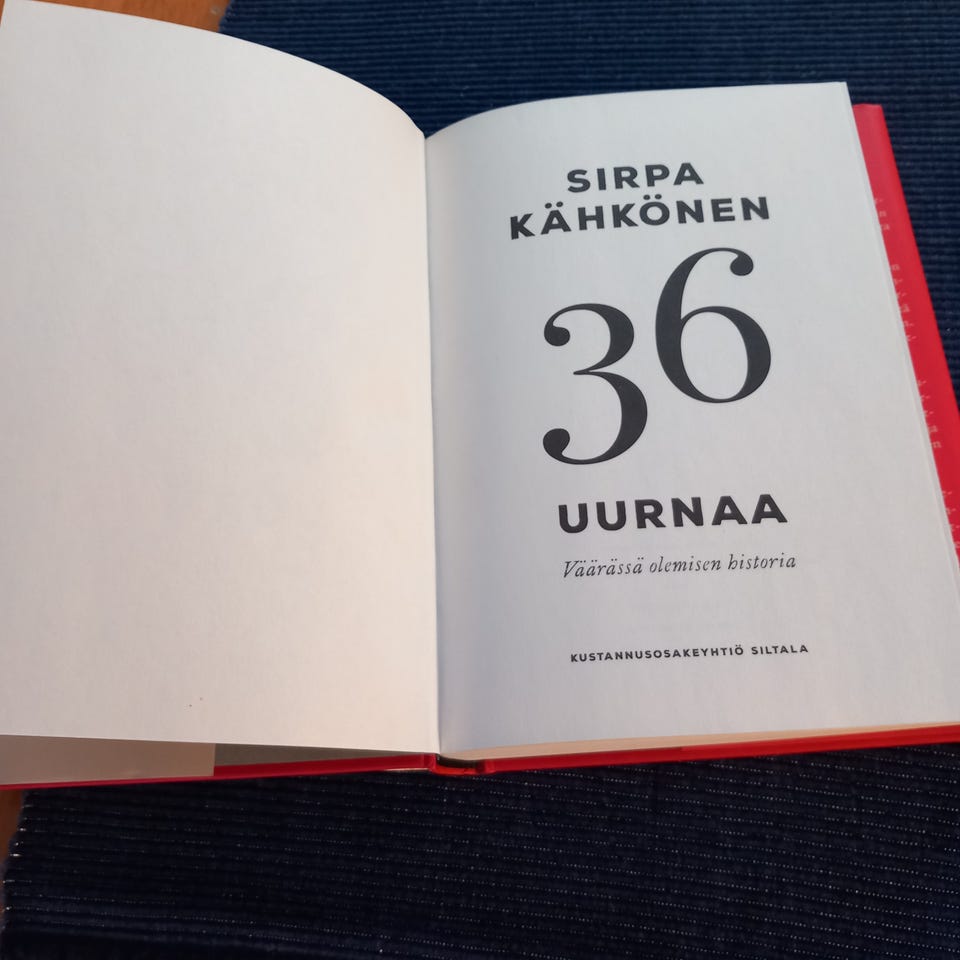 SIRPA
KÄHKÖNEN
36
UURNAA
Väärässä olemisen historia
KUSTANNUSOSAKEYHTIÖ SILTALA